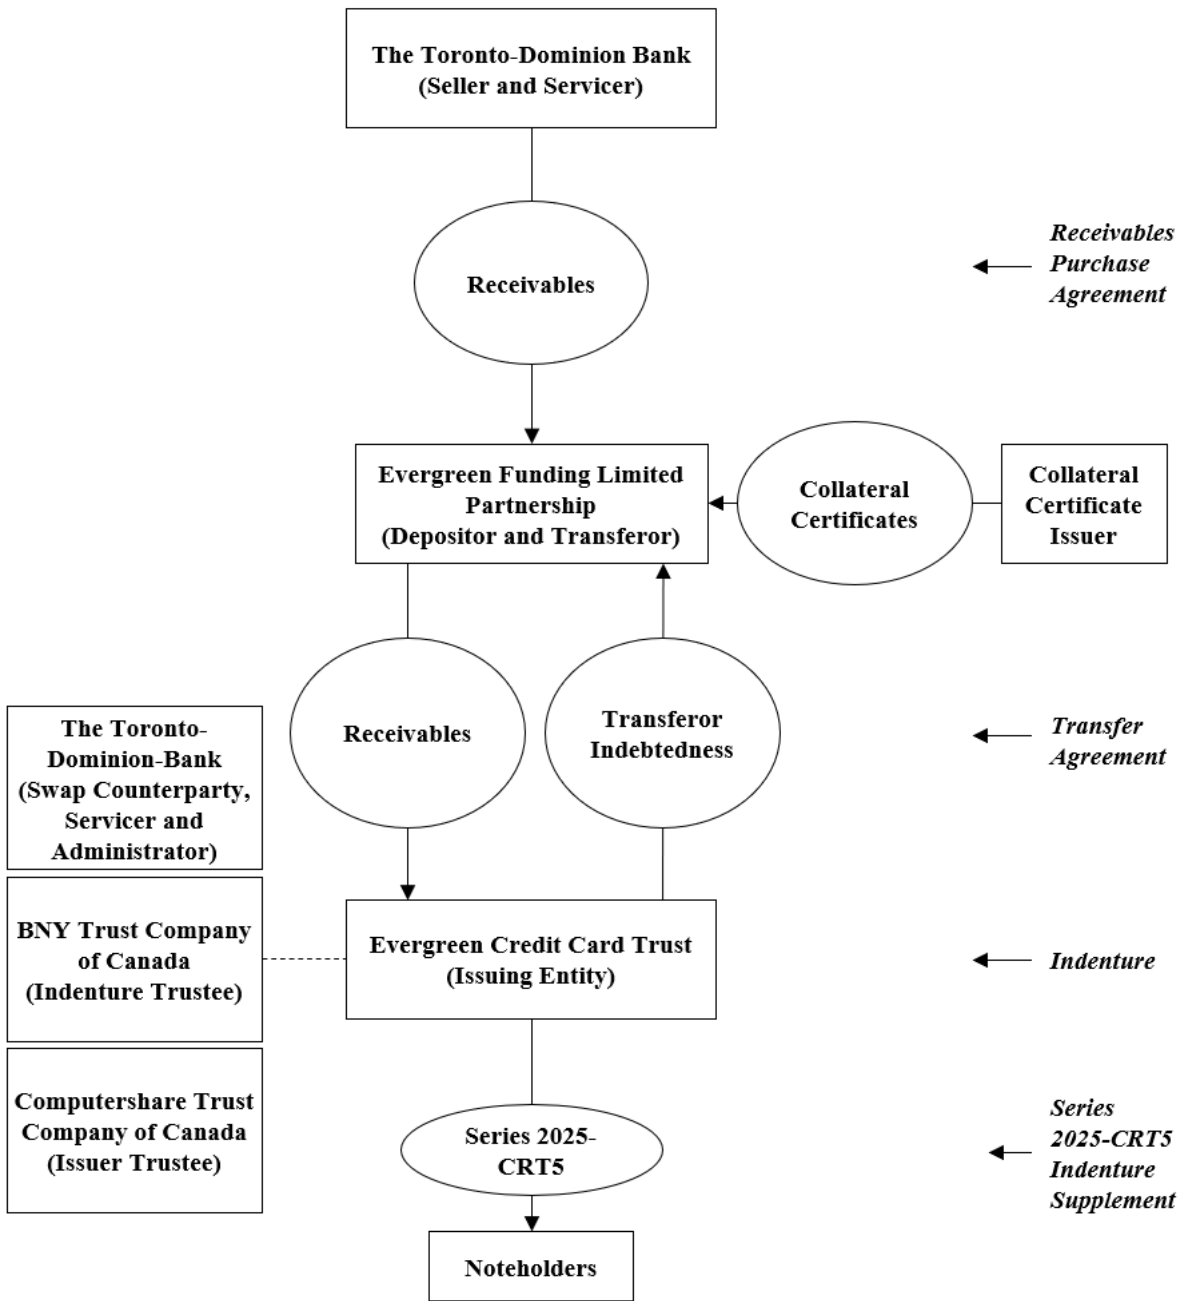 The Toronto-Dominion Bank
(Seller and Servicer)
Receivables
Receivables
Purchase
Agreement
Evergreen Funding Limited
Partnership
(Depositor and Transferor)
Collateral
Certificates
Collateral
Certificate
Issuer
Receivables
Transferor
Indebtedness
Transfer
Agreement
The Toronto-
Dominion-Bank
(Swap Counterparty,
Servicer and
Administrator)
BNY Trust Company
of Canada
(Indenture Trustee)
Evergreen Credit Card Trust
(Issuing Entity)
Indenture
Computershare Trust
Company of Canada
(Issuer Trustee)
Series 2025-
CRT5
Series
2025-CRT5
Indenture
Supplement
Noteholders